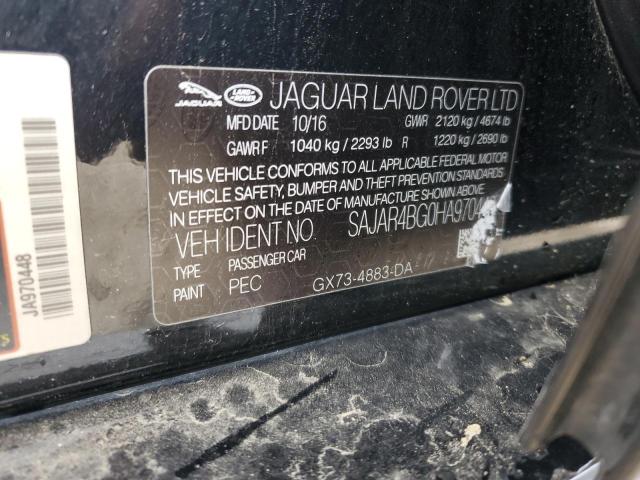 JAGUAR LAND ROVER JAGUAR LAND ROVER LTD
MFD DATE 10/16 GWR 2120 kg / 4674 lb
GAWR F 1040 kg / 2293 lb R 1220 kg / 2690 lb
THIS VEHICLE CONFORMS TO ALL APPLICABLE FEDERAL MOTOR
VEHICLE SAFETY, BUMPER AND THEFT PREVENTION STANDARDS
IN EFFECT ON THE DATE OF MANUFACTURE SHOWN ABOVE.
VEH IDENT NO SAJAR4BG0HA9704
TYPE PASSENGER CAR
PAINT PEC GX73-4883-DA
JA970448